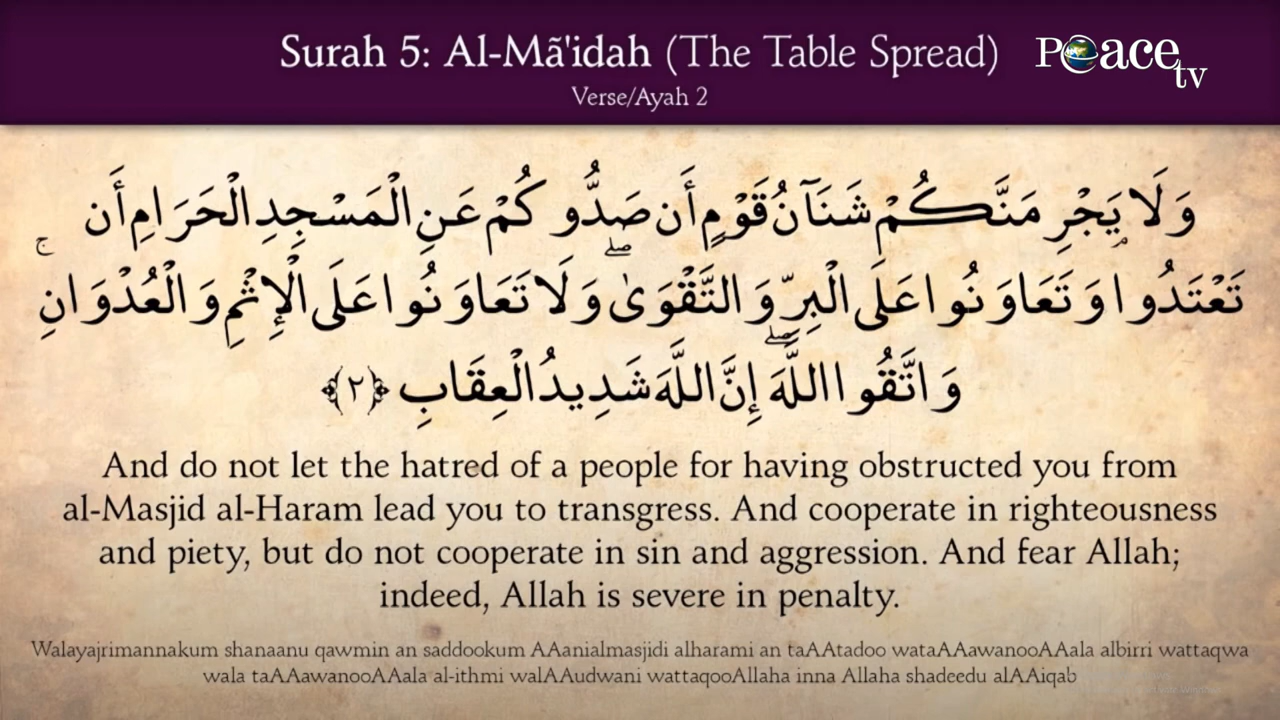 Surah 5: Al-Mã'idah (The Table Spread)
Peace tv
Verse/Ayah 2
وَلَا يَجْرِمَنَّكُمْ شَنَآنُ قَوْمٍ أَن صَدُّوكُمْ عَنِ الْمَسْجِدِ الْحَرَامِ أَن
تَعْتَدُوا ۘ وَتَعَاوَنُوا عَلَى الْبِرِّ وَالتَّقْوَىٰ ۖ وَلَا تَعَاوَنُوا عَلَى الْإِثْمِ وَالْعُدْوَانِ ۚ
وَاتَّقُوا اللَّهَ ۖ إِنَّ اللَّهَ شَدِيدُ الْعِقَابِ ﴿٢﴾
And do not let the hatred of a people for having obstructed you from
al-Masjid al-Haram lead you to transgress. And cooperate in righteousness
and piety, but do not cooperate in sin and aggression. And fear Allah;
indeed, Allah is severe in penalty.
Walayajrimannakum shanaanu qawmin an saddookum AAanialmasjidi alharami an taAAtadoo wataAAawanooAAala albirri wattaqwa
wala taAAawanooAAala al-ithmi walAAudwani wattaqooAllaha inna Allaha shadeedu alAAiqab